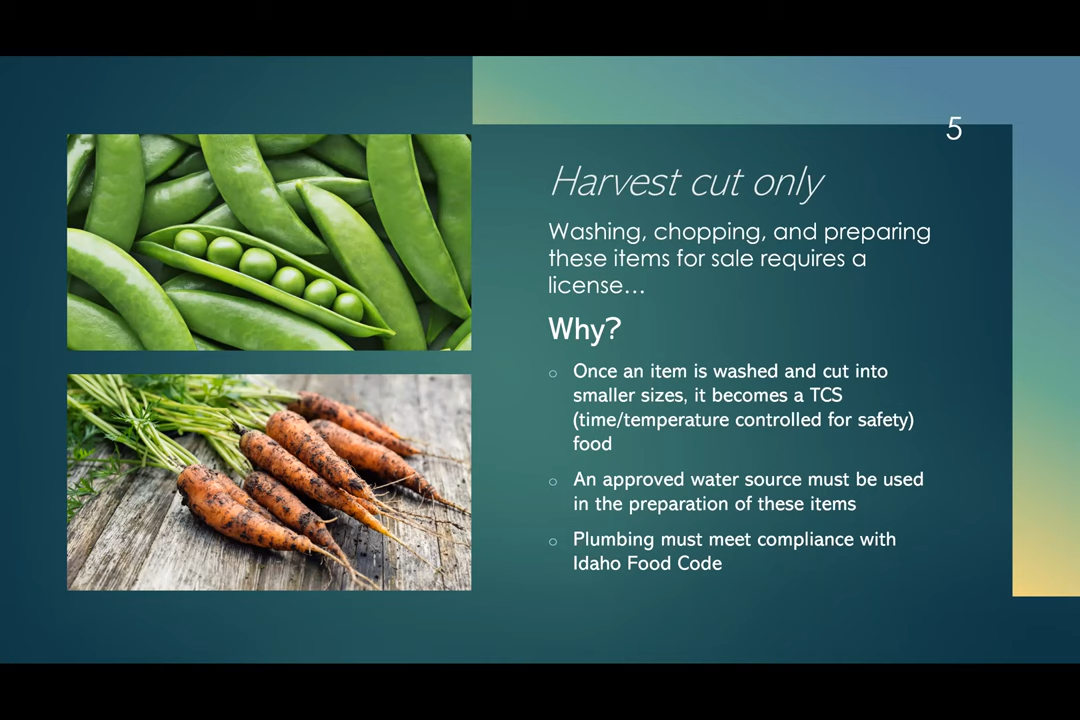 5
Harvest cut only
Washing, chopping, and preparing
these items for sale requires a
license…
Why?
Once an item is washed and cut into
smaller sizes, it becomes a TCS
(time/temperature controlled for safety)
food
An approved water source must be used
in the preparation of these items
Plumbing must meet compliance with
Idaho Food Code